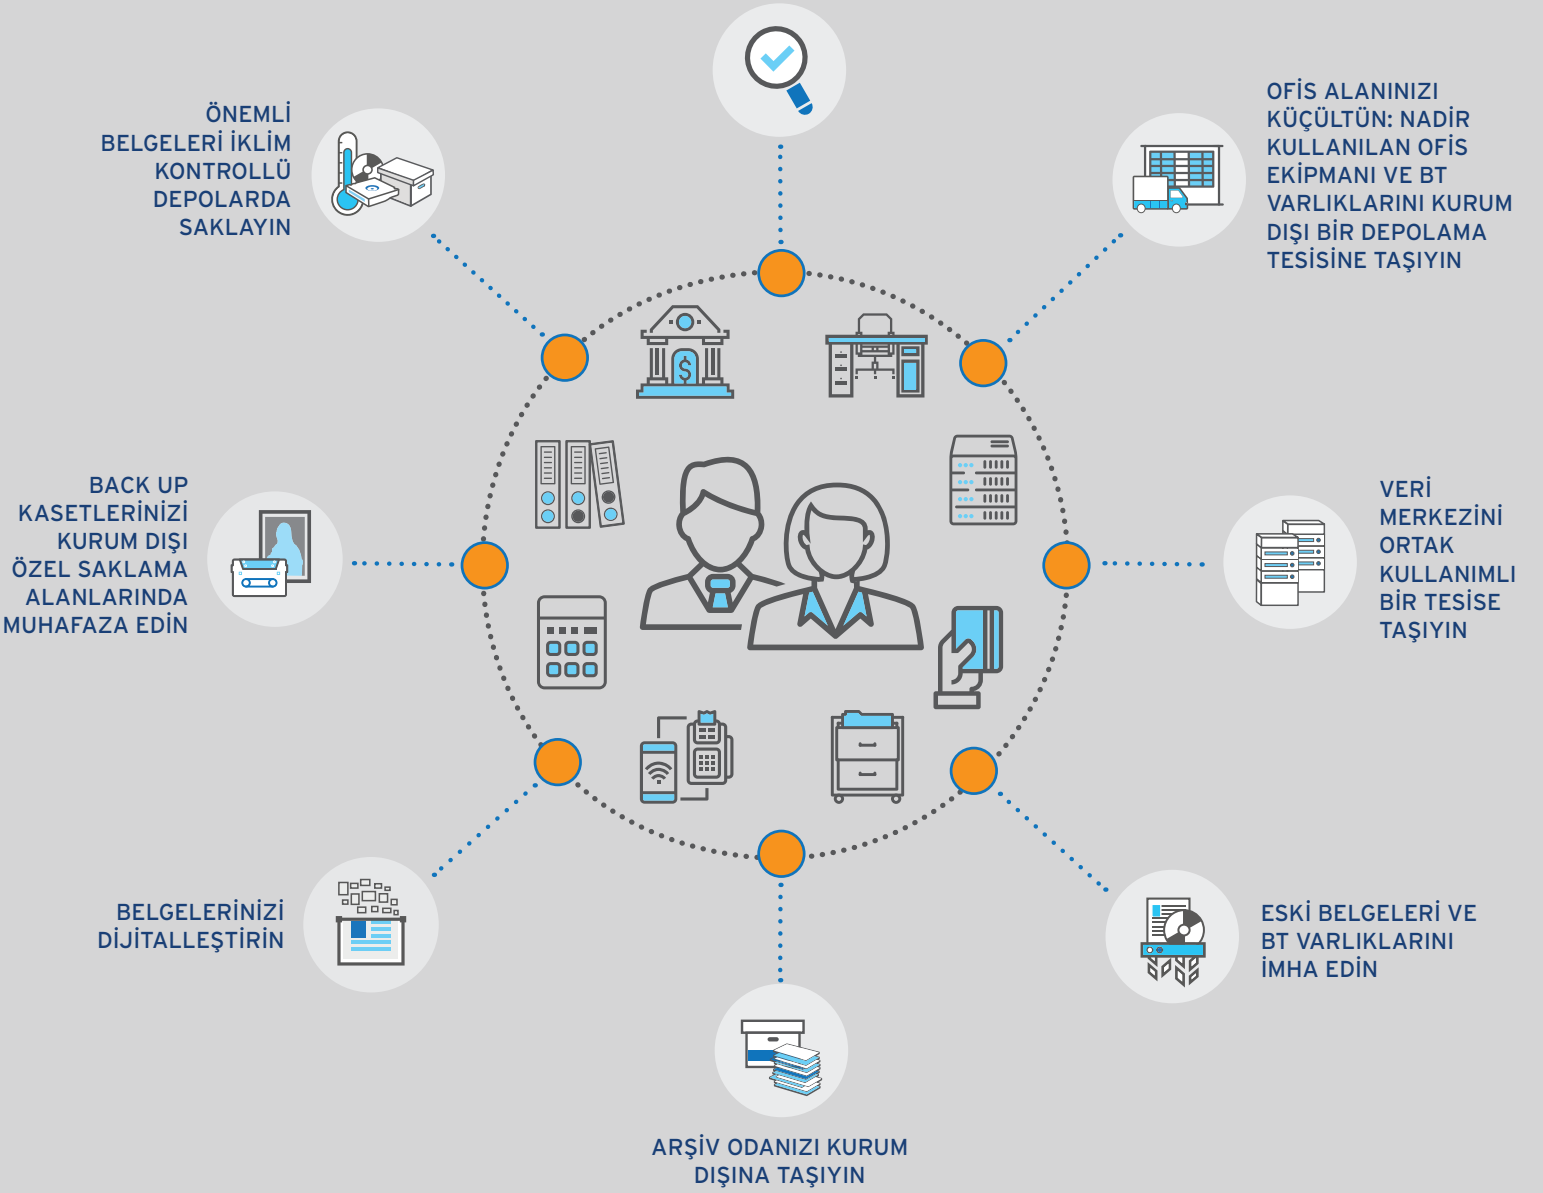 ÖNEMLİ
BELGELERİ İKLİM
KONTROLLÜ
DEPOLARDA
SAKLAYIN
OFİS ALANINIZI
KÜÇÜLTÜN: NADİR
KULLANILAN OFİS
EKİPMANI VE BT
VARLIKLARINI KURUM
DIŞI BİR DEPOLAMA
TESİSİNE TAŞIYIN
BACK UP
KASETLERİNİZİ
KURUM DIŞI
ÖZEL SAKLAMA
ALANLARINDA
MUHAFAZA EDİN
VERİ
MERKEZİNİ
ORTAK
KULLANIMLI
BİR TESİSE
TAŞIYIN
BELGELERİNİZİ
DİJİTALLEŞTİRİN
ESKİ BELGELERİ VE
BT VARLIKLARINI
İMHA EDİN
ARŞİV ODANIZI KURUM
DIŞINA TAŞIYIN